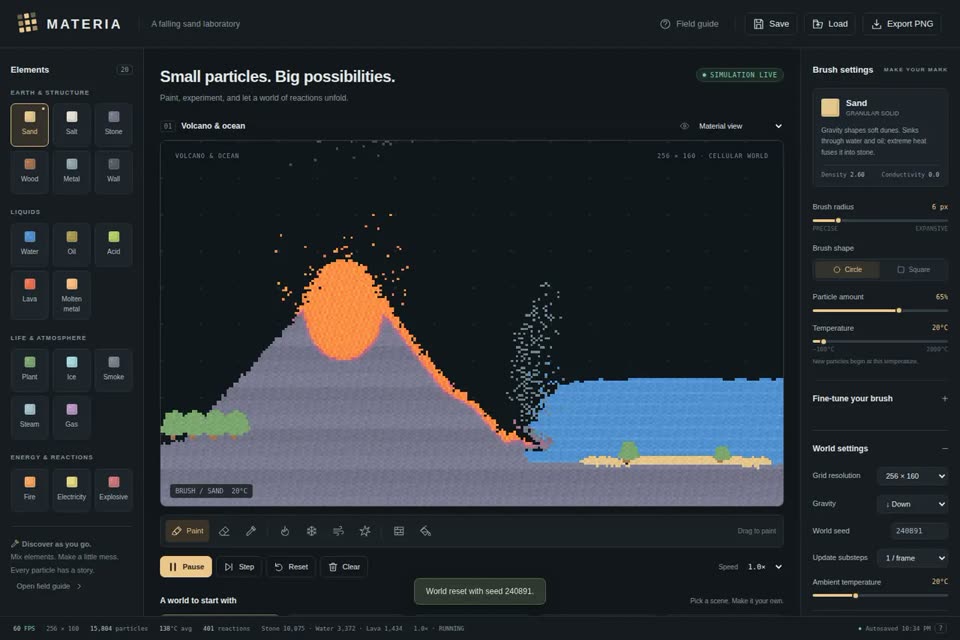 MATERIA
A falling sand laboratory
Field guide
Save
Load
Export PNG
Elements
20
EARTH & STRUCTURE
Sand
Salt
Stone
Wood
Metal
Wall
LIQUIDS
Water
Oil
Acid
Lava
Molten
metal
LIFE & ATMOSPHERE
Plant
Ice
Smoke
Steam
Gas
ENERGY & REACTIONS
Fire
Electricity
Explosive
Discover as you go.
Mix elements. Make a little mess.
Every particle has a story.
Open field guide
Small particles. Big possibilities.
SIMULATION LIVE
Paint, experiment, and let a world of reactions unfold.
01
Volcano & ocean
Material view
VOLCANO & OCEAN
256 × 160 · CELLULAR WORLD
BRUSH / SAND 20°C
Paint
Drag to paint
Pause
Step
Reset
Clear
Speed
1.0×
World reset with seed 240891.
A world to start with
Pick a scene. Make it your own.
Brush settings
MAKE YOUR MARK
Sand
GRANULAR SOLID
Gravity shapes soft dunes. Sinks
through water and oil; extreme heat
fuses it into stone.
Density 2.60
Conductivity 0.0
Brush radius
6 px
PRECISE
EXPANSIVE
Brush shape
Circle
Square
Particle amount
65%
Temperature
20°C
-100°C
2000°C
New particles begin at this temperature.
Fine-tune your brush
World settings
Grid resolution
256 × 160
Gravity
↓ Down
World seed
240891
Update substeps
1 / frame
Ambient temperature
20°C
60 FPS
256 × 160
15,804 particles
138°C avg
401 reactions
Stone 10,075 · Water 3,372 · Lava 1,434
1.0× · RUNNING
Autosaved 10:34 PM
?